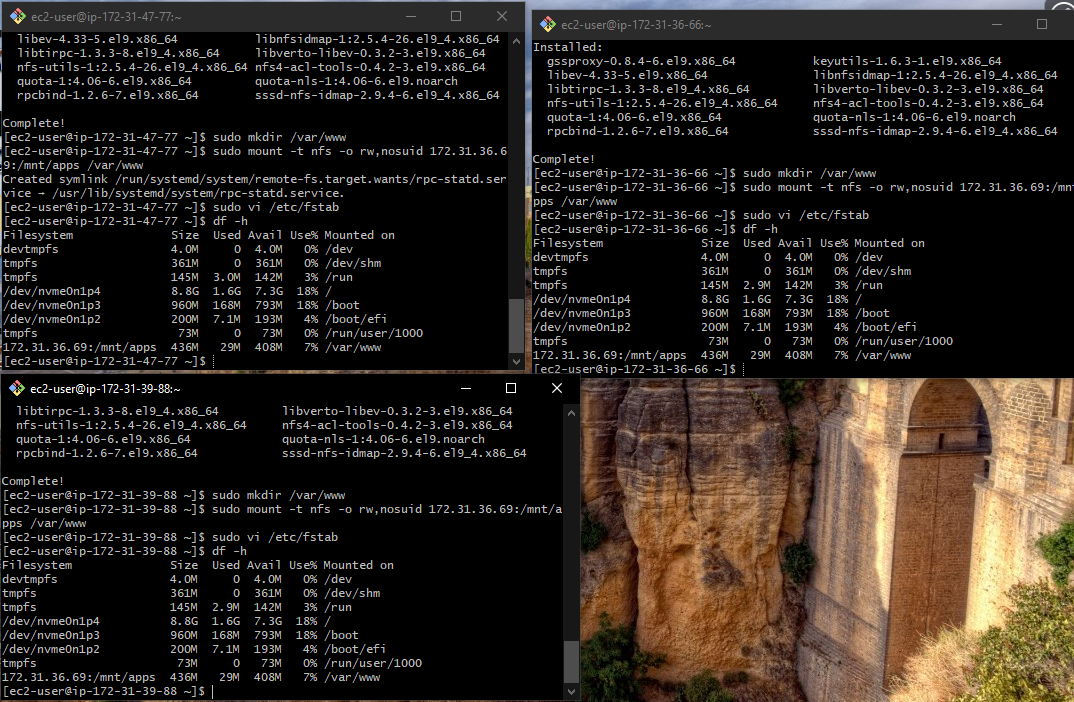 ec2-user@ip-172-31-47-77:~
libev-4.33-5.el9.x86_64 libnfsidmap-1:2.5.4-26.el9_4.x86_64
libtirpc-1.3.3-8.el9_4.x86_64 libverto-libev-0.3.2-3.el9.x86_64
nfs-utils-1:2.5.4-26.el9_4.x86_64 nfs4-acl-tools-0.4.2-3.el9.x86_64
quota-1:4.06-6.el9.x86_64 quota-nls-1:4.06-6.el9.noarch
rpcbind-1.2.6-7.el9.x86_64 sssd-nfs-idmap-2.9.4-6.el9_4.x86_64
Complete!
[ec2-user@ip-172-31-47-77 ~]$ sudo mkdir /var/www
[ec2-user@ip-172-31-47-77 ~]$ sudo mount -t nfs -o rw,nosuid 172.31.36.6
9:/mnt/apps /var/www
Created symlink /run/systemd/system/remote-fs.target.wants/rpc-statd.ser
vice → /usr/lib/systemd/system/rpc-statd.service.
[ec2-user@ip-172-31-47-77 ~]$ sudo vi /etc/fstab
[ec2-user@ip-172-31-47-77 ~]$ df -h
Filesystem Size Used Avail Use% Mounted on
devtmpfs 4.0M 0 4.0M 0% /dev
tmpfs 361M 0 361M 0% /dev/shm
tmpfs 145M 3.0M 142M 3% /run
/dev/nvme0n1p4 8.8G 1.6G 7.3G 18% /
/dev/nvme0n1p3 960M 168M 793M 18% /boot
/dev/nvme0n1p2 200M 7.1M 193M 4% /boot/efi
tmpfs 73M 0 73M 0% /run/user/1000
172.31.36.69:/mnt/apps 436M 29M 408M 7% /var/www
[ec2-user@ip-172-31-47-77 ~]$
ec2-user@ip-172-31-36-66:~
Installed:
gssproxy-0.8.4-6.el9.x86_64 keyutils-1.6.3-1.el9.x86_64
libev-4.33-5.el9.x86_64 libnfsidmap-1:2.5.4-26.el9_4.x86_64
libtirpc-1.3.3-8.el9_4.x86_64 libverto-libev-0.3.2-3.el9.x86_64
nfs-utils-1:2.5.4-26.el9_4.x86_64 nfs4-acl-tools-0.4.2-3.el9.x86_64
quota-1:4.06-6.el9.x86_64 quota-nls-1:4.06-6.el9.noarch
rpcbind-1.2.6-7.el9.x86_64 sssd-nfs-idmap-2.9.4-6.el9_4.x86_64
Complete!
[ec2-user@ip-172-31-36-66 ~]$ sudo mkdir /var/www
[ec2-user@ip-172-31-36-66 ~]$ sudo mount -t nfs -o rw,nosuid 172.31.36.69:/mn
pps /var/www
[ec2-user@ip-172-31-36-66 ~]$ sudo vi /etc/fstab
[ec2-user@ip-172-31-36-66 ~]$ df -h
Filesystem Size Used Avail Use% Mounted on
devtmpfs 4.0M 0 4.0M 0% /dev
tmpfs 361M 0 361M 0% /dev/shm
tmpfs 145M 2.9M 142M 3% /run
/dev/nvme0n1p4 8.8G 1.6G 7.3G 18% /
/dev/nvme0n1p3 960M 168M 793M 18% /boot
/dev/nvme0n1p2 200M 7.1M 193M 4% /boot/efi
tmpfs 73M 0 73M 0% /run/user/1000
172.31.36.69:/mnt/apps 436M 29M 408M 7% /var/www
[ec2-user@ip-172-31-36-66 ~]$
ec2-user@ip-172-31-39-88:~
libtirpc-1.3.3-8.el9_4.x86_64 libverto-libev-0.3.2-3.el9.x86_64
nfs-utils-1:2.5.4-26.el9_4.x86_64 nfs4-acl-tools-0.4.2-3.el9.x86_64
quota-1:4.06-6.el9.x86_64 quota-nls-1:4.06-6.el9.noarch
rpcbind-1.2.6-7.el9.x86_64 sssd-nfs-idmap-2.9.4-6.el9_4.x86_64
Complete!
[ec2-user@ip-172-31-39-88 ~]$ sudo mkdir /var/www
[ec2-user@ip-172-31-39-88 ~]$ sudo mount -t nfs -o rw,nosuid 172.31.36.69:/mnt/a
pps /var/www
[ec2-user@ip-172-31-39-88 ~]$ sudo vi /etc/fstab
[ec2-user@ip-172-31-39-88 ~]$ df -h
Filesystem Size Used Avail Use% Mounted on
devtmpfs 4.0M 0 4.0M 0% /dev
tmpfs 361M 0 361M 0% /dev/shm
tmpfs 145M 2.9M 142M 3% /run
/dev/nvme0n1p4 8.8G 1.6G 7.3G 18% /
/dev/nvme0n1p3 960M 168M 793M 18% /boot
/dev/nvme0n1p2 200M 7.1M 193M 4% /boot/efi
tmpfs 73M 0 73M 0% /run/user/1000
172.31.36.69:/mnt/apps 436M 29M 408M 7% /var/www
[ec2-user@ip-172-31-39-88 ~]$